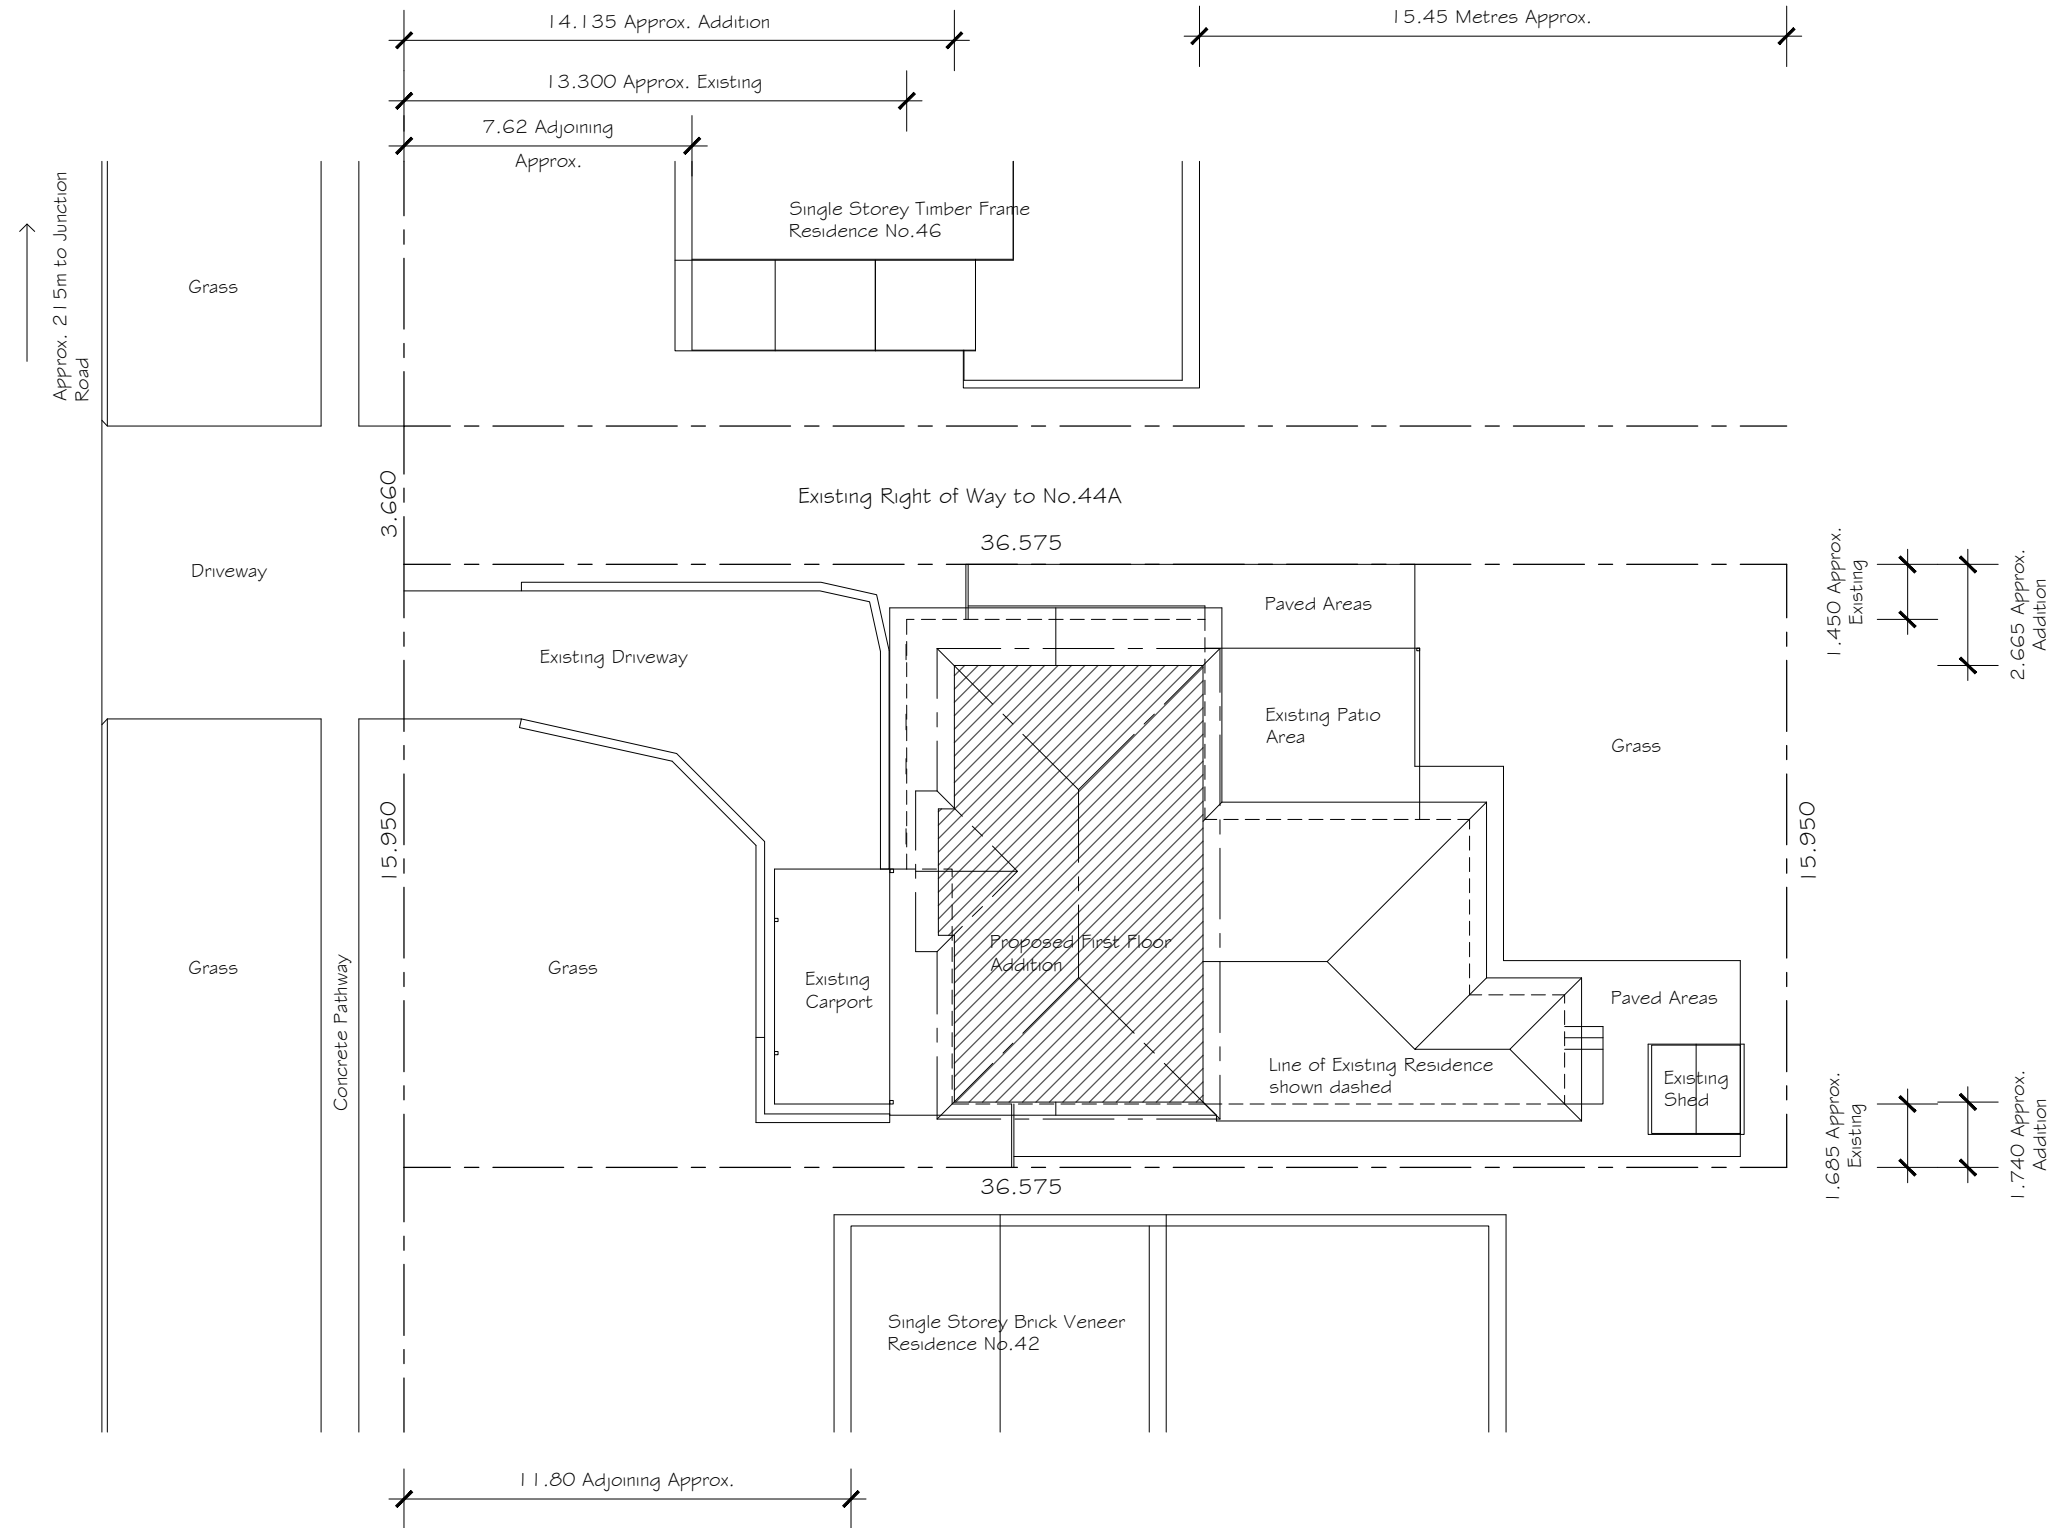 14.135 Approx. Addition
15.45 Metres Approx.
13.300 Approx. Existing
7.62 Adjoining
Approx.
Approx. 215m to Junction
Road
Single Storey Timber Frame
Residence No.46
Grass
3.660
Existing Right of Way to No.44A
36.575
Driveway
1.450 Approx.
Existing
2.665 Approx.
Addition
Paved Areas
Existing Driveway
Existing Patio
Area
Grass
15.950
15.950
Proposed First Floor
Addition
Grass
Grass
Existing
Carport
Concrete Pathway
Paved Areas
Line of Existing Residence
shown dashed
Existing
Shed
1.685 Approx.
Existing
1.740 Approx.
Addition
36.575
Single Storey Brick Veneer
Residence No.42
11.80 Adjoining Approx.